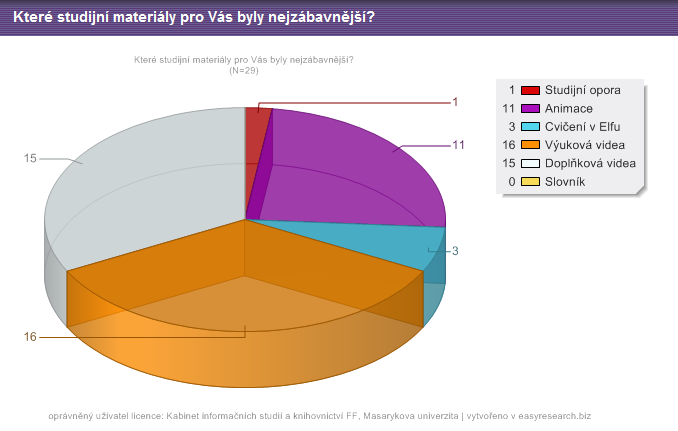 Které studijní materiály pro Vás byly nejzábavnější?
Které studijní materiály pro Vás byly nejzábavnější?
(N=29)
1
11
15
3
16
1 Studijní opora
11 Animace
3 Cvičení v Elfu
16 Výuková videa
15 Doplňková videa
0 Slovník
oprávněný uživatel licence: Kabinet informačních studií a knihovnictví FF, Masarykova univerzita | vytvořeno v easyresearch.biz